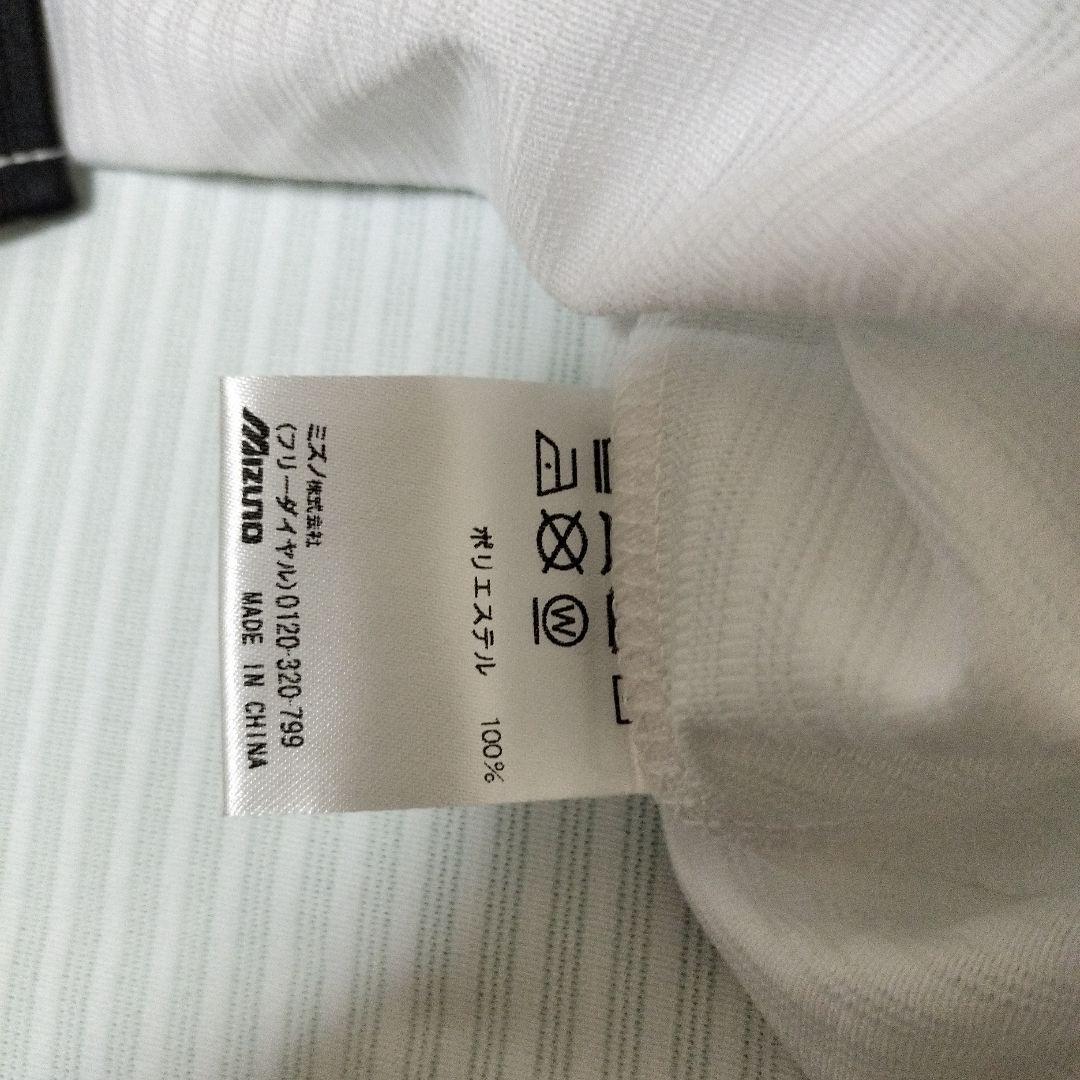 W
ポリエステル 100%
ミズノ株式会社
(フリーダイヤル)0120-320-799
MIZUNO MADE IN CHINA